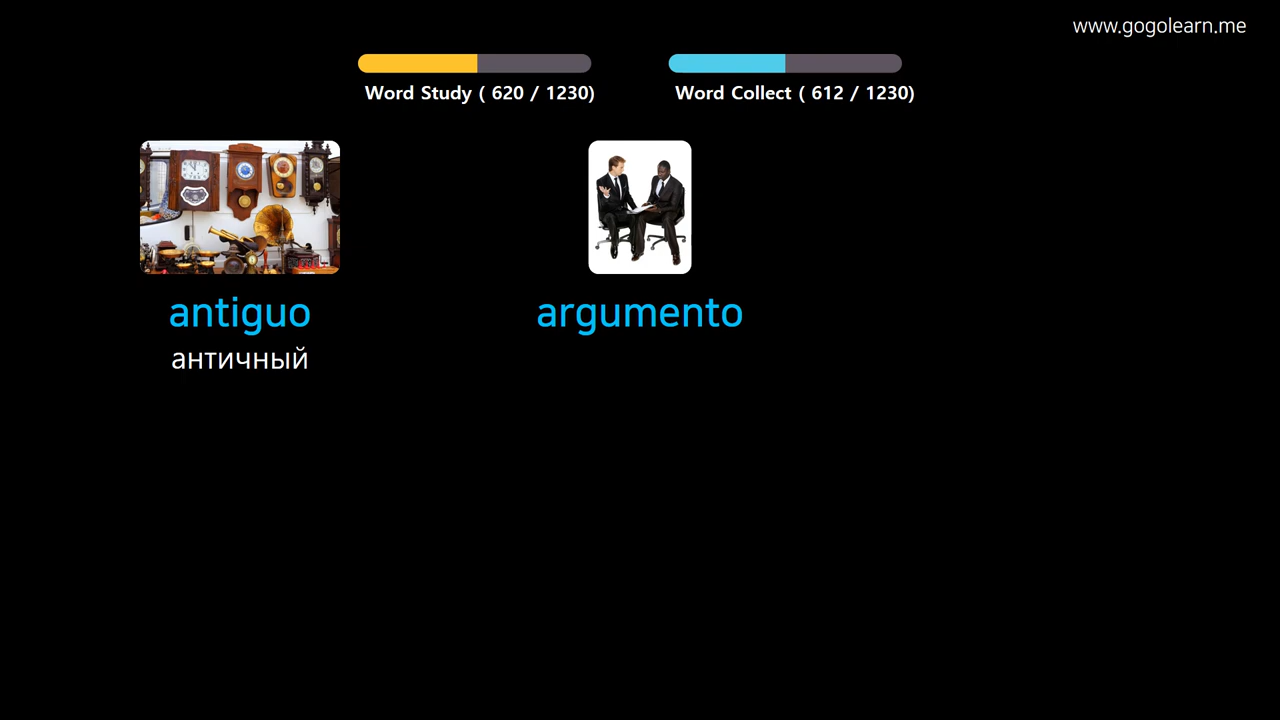 www.gogolearn.me
Word Study ( 620 / 1230)
Word Collect ( 612 / 1230)
antiguo
античный
argumento